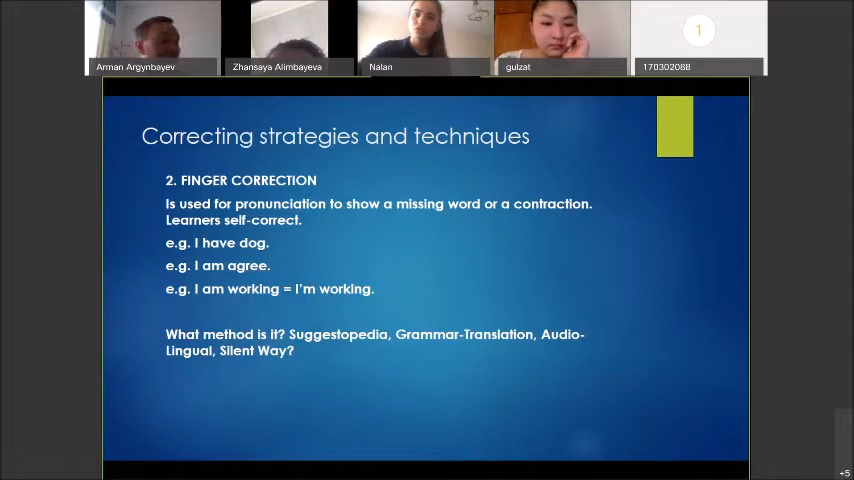 1
Arman Argynbayev
Zhansaya Alimbayeva
Nalan
gulzat
170302088
Correcting strategies and techniques
2. FINGER CORRECTION
Is used for pronunciation to show a missing word or a contraction.
Learners self-correct.
e.g. I have dog.
e.g. I am agree.
e.g. I am working = I'm working.
What method is it? Suggestopedia, Grammar-Translation, Audio-
Lingual, Silent Way?
+5